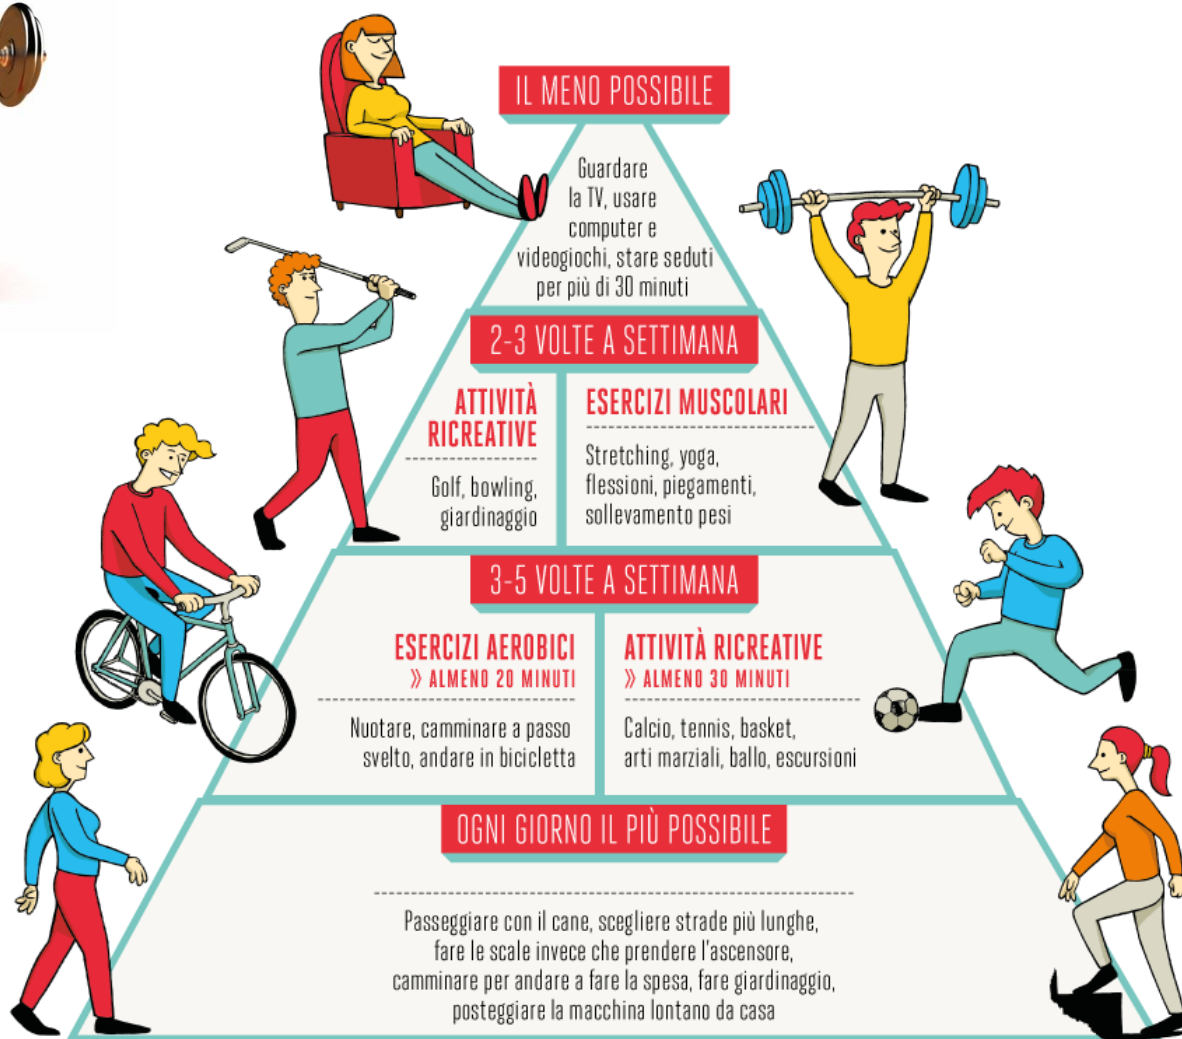 IL MENO POSSIBILE
Guardare
la TV, usare
computer e
videogiochi, stare seduti
per più di 30 minuti
2-3 VOLTE A SETTIMANA
ATTIVITÀ
RICREATIVE
Golf, bowling,
giardinaggio
ESERCIZI MUSCOLARI
Stretching, yoga,
flessioni, piegamenti,
sollevamento pesi
3-5 VOLTE A SETTIMANA
ESERCIZI AEROBICI
» ALMENO 20 MINUTI
Nuotare, camminare a passo
svelto, andare in bicicletta
ATTIVITÀ RICREATIVE
» ALMENO 30 MINUTI
Calcio, tennis, basket,
arti marziali, ballo, escursioni
OGNI GIORNO IL PIÙ POSSIBILE
Passeggiare con il cane, scegliere strade più lunghe,
fare le scale invece che prendere l'ascensore,
camminare per andare a fare la spesa, fare giardinaggio,
posteggiare la macchina lontano da casa